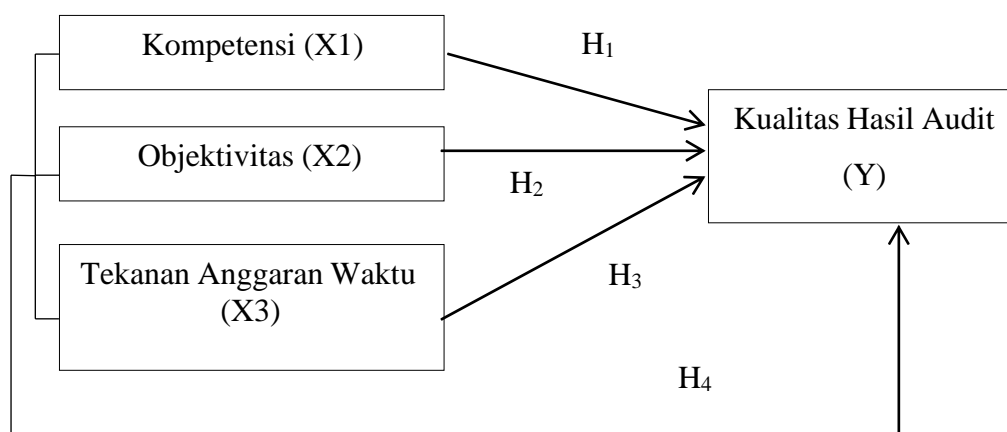 Kompetensi (X1)
H₁
Kualitas Hasil Audit
(Y)
Objektivitas (X2)
H₂
Tekanan Anggaran Waktu
(X3)
H₃
H₄